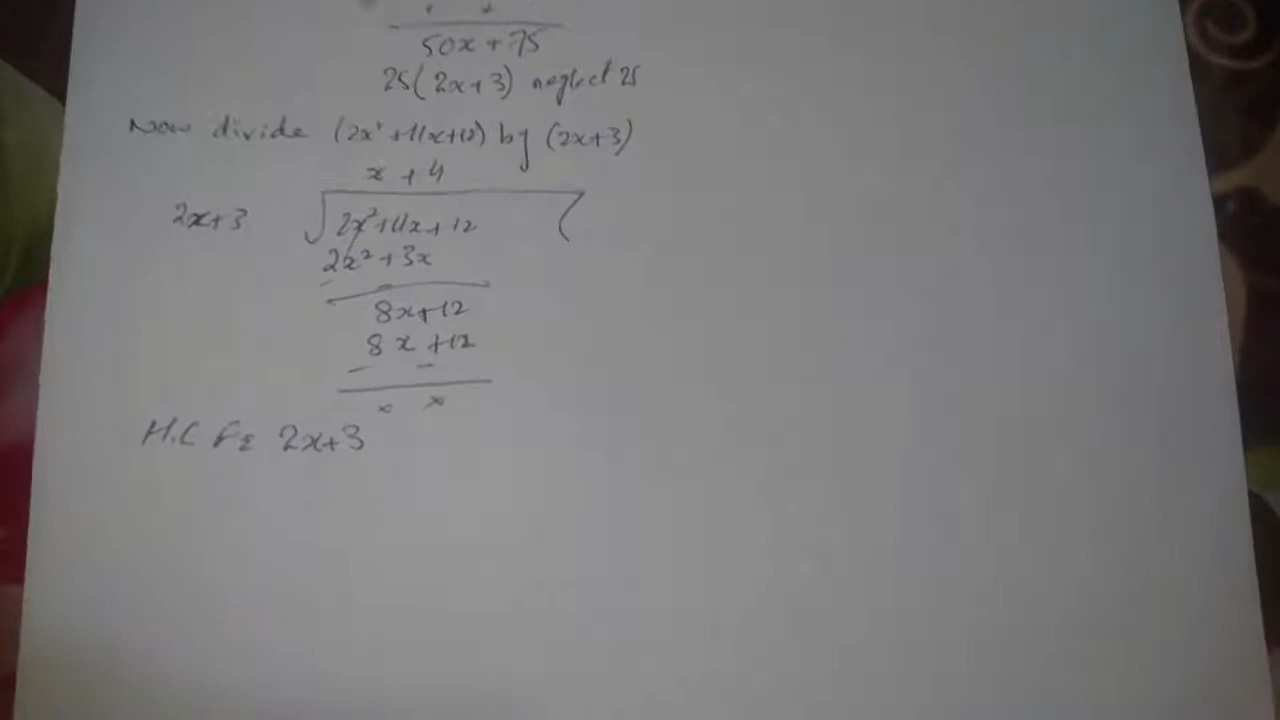 50x + 75
25(2x+3) neglect 25
Now divide (2x²+11x+12) by (2x+3)
x + 4
2x+3 2x²+11x+12
2x²+3x
8x+12
8x+12
x x
H.C.F= 2x+3